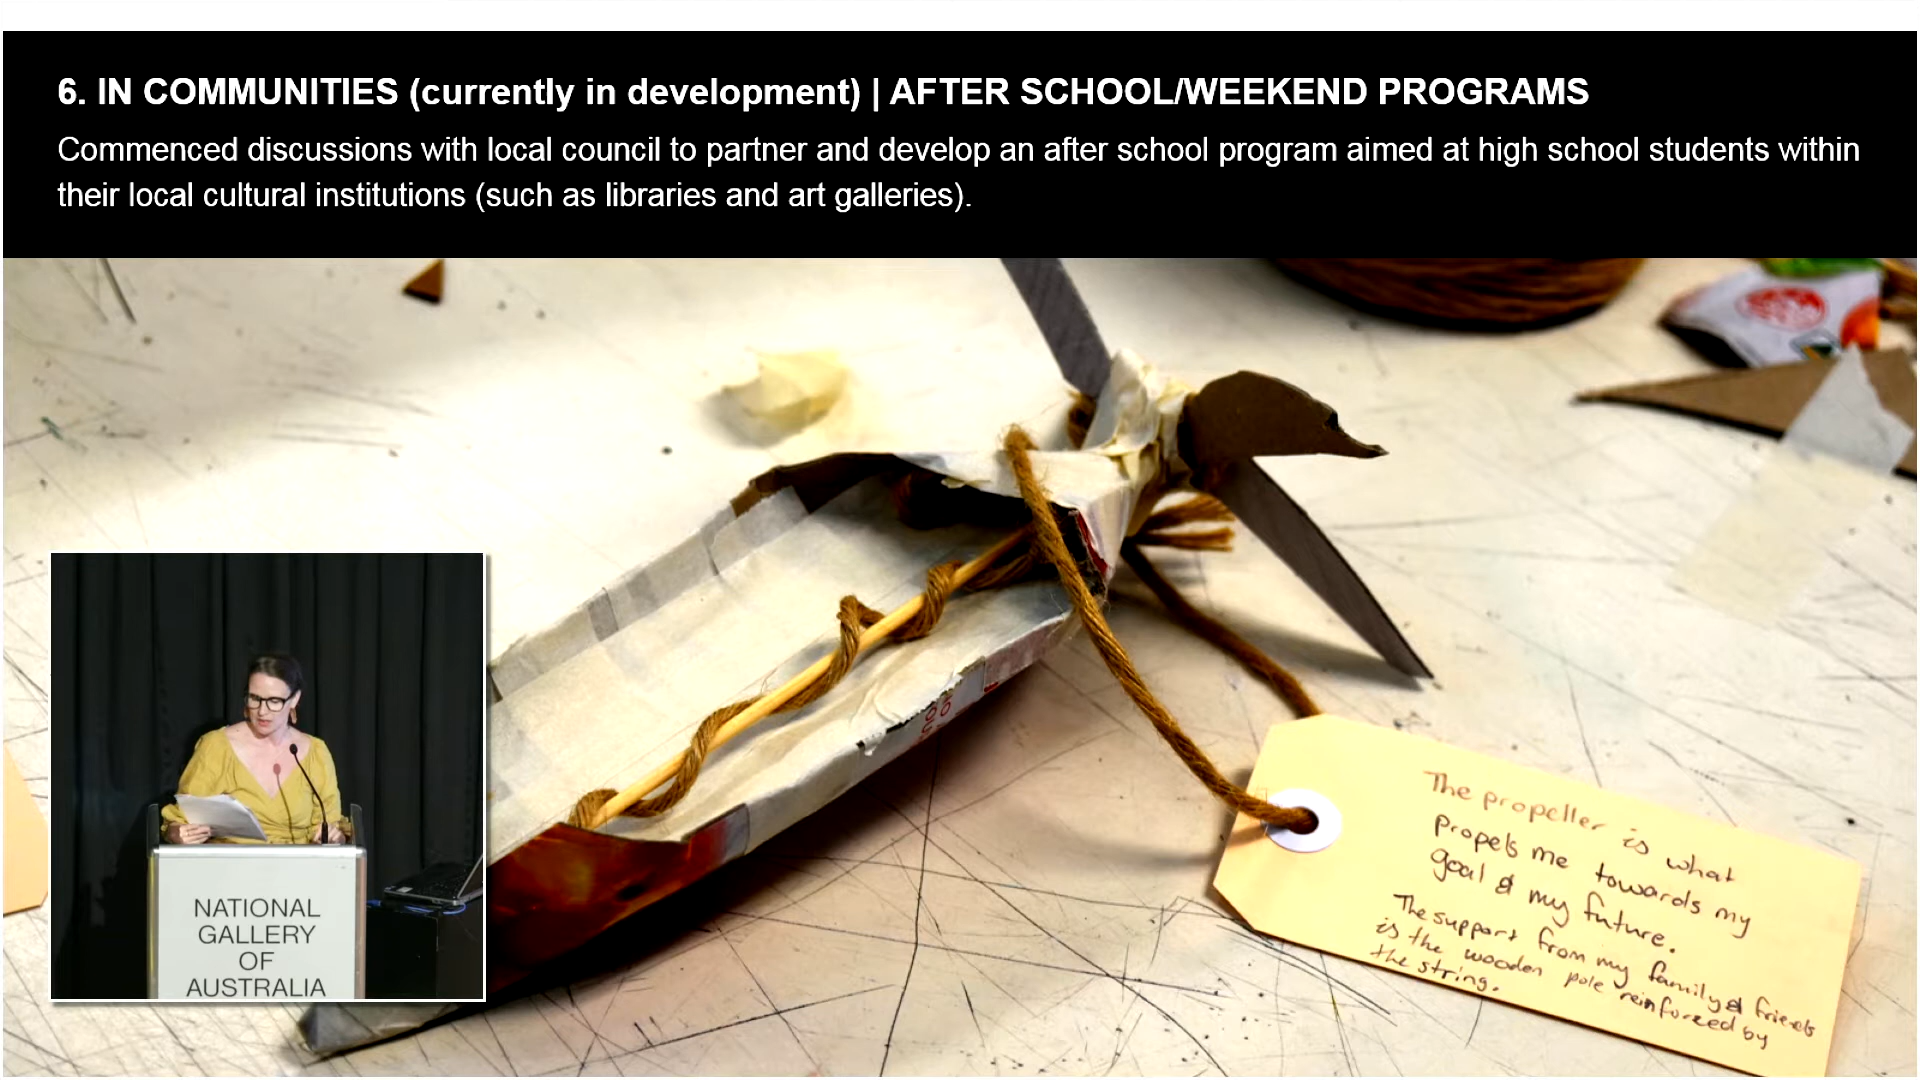 6. IN COMMUNITIES (currently in development) | AFTER SCHOOL/WEEKEND PROGRAMS
Commenced discussions with local council to partner and develop an after school program aimed at high school students within
their local cultural institutions (such as libraries and art galleries).
The propeller is what
propels me towards my
goal & my future.
The support from my family & friends
is the wooden pole reinforced by
the string.
NATIONAL
GALLERY
OF
AUSTRALIA